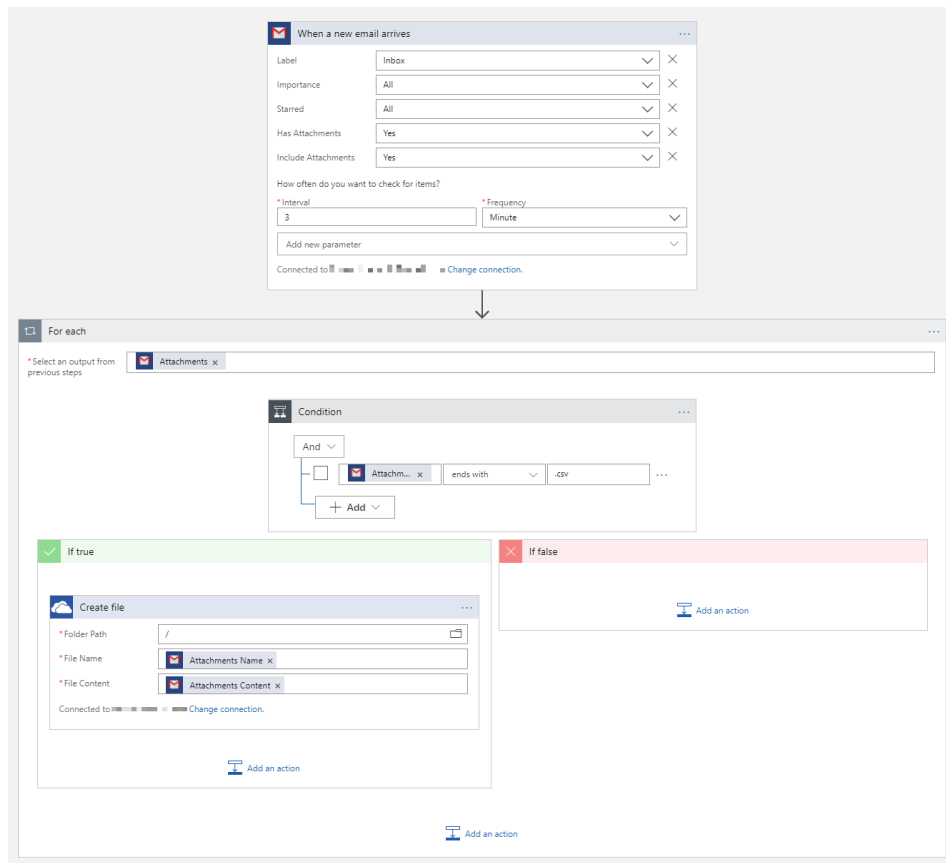 When a new email arrives ...
Label Inbox
Importance All
Starred All
Has Attachments Yes
Include Attachments Yes
How often do you want to check for items?
* Interval * Frequency
3 Minute
Add new parameter
Connected to Change connection.
For each ...
* Select an output from previous steps Attachments x
Condition ...
And
Attachm... x ends with .csv ...
+ Add
If true
If false
Create file ...
Add an action
* Folder Path /
* File Name Attachments Name x
* File Content Attachments Content x
Connected to Change connection.
Add an action
Add an action